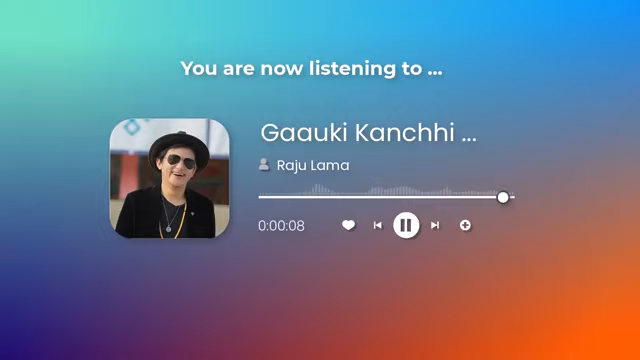 You are now listening to ...
Gaauki Kanchhi ...
Raju Lama
0:00:08